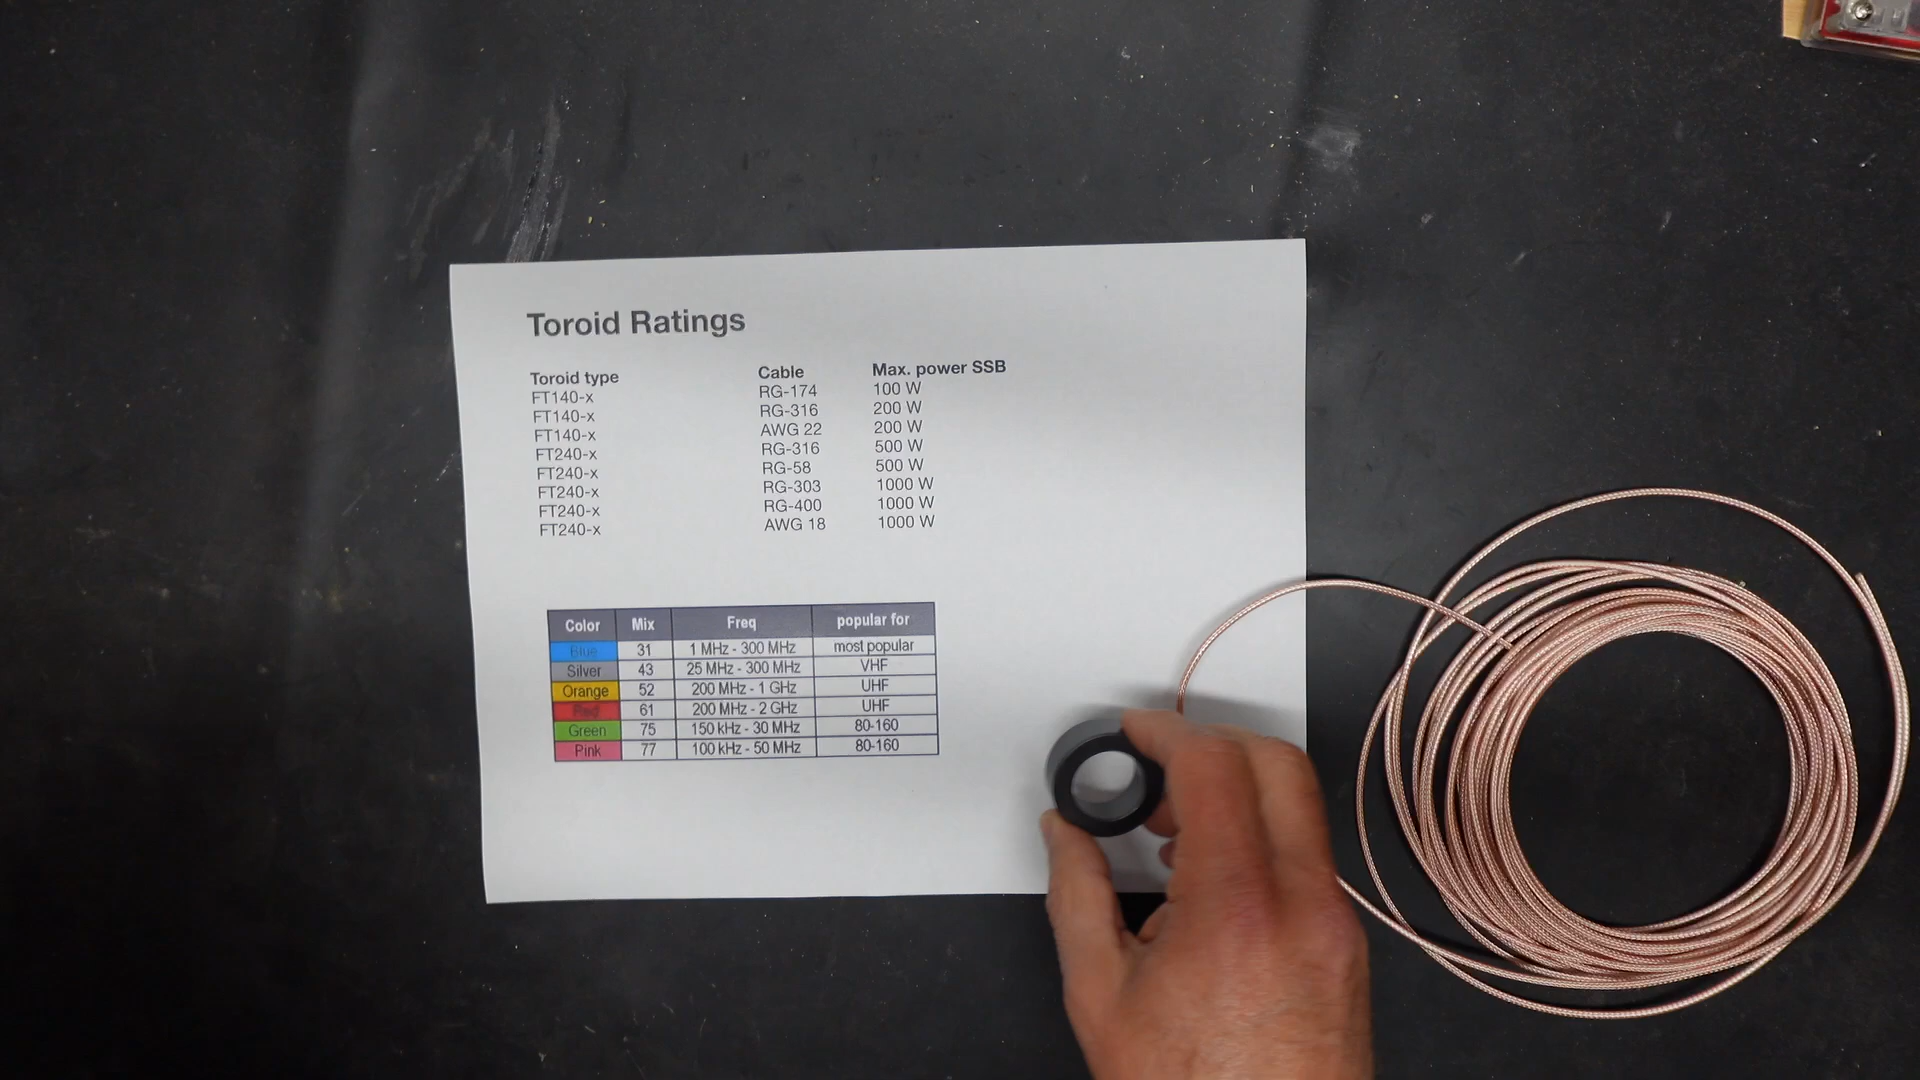 Toroid Ratings
Toroid type Cable Max. power SSB
FT140-x RG-174 100 W
FT140-x RG-316 200 W
FT140-x AWG 22 200 W
FT240-x RG-316 500 W
FT240-x RG-58 500 W
FT240-x RG-303 1000 W
FT240-x RG-400 1000 W
FT240-x AWG 18 1000 W
Color Mix Freq popular for
Blue 31 1 MHz - 300 MHz most popular
Silver 43 25 MHz - 300 MHz VHF
Orange 52 200 MHz - 1 GHz UHF
Red 61 200 MHz - 2 GHz UHF
Green 75 150 kHz - 30 MHz 80-160
Pink 77 100 kHz - 50 MHz 80-160